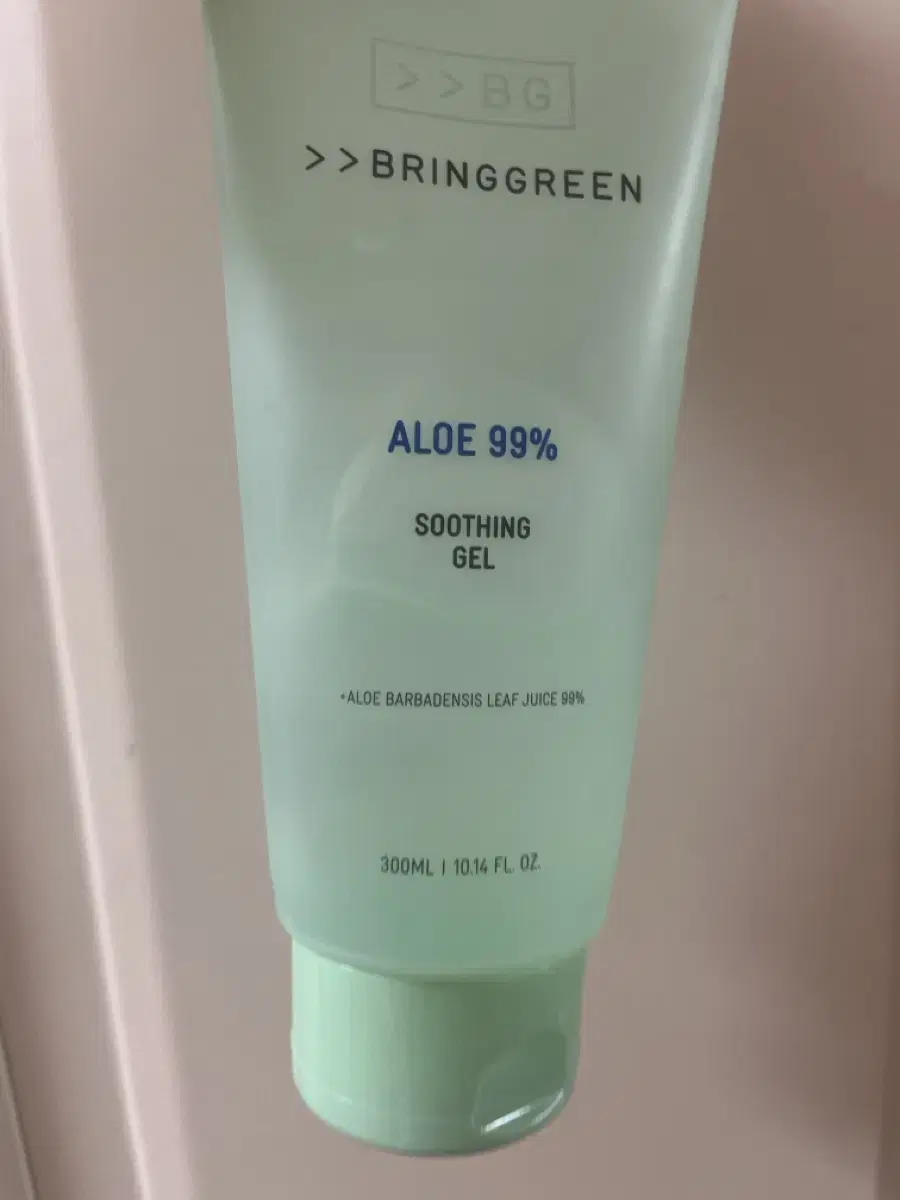 >>BG
>>BRINGGREEN
ALOE 99%
SOOTHING
GEL
•ALOE BARBADENSIS LEAF JUICE 99%
300ML | 10.14 FL. OZ.